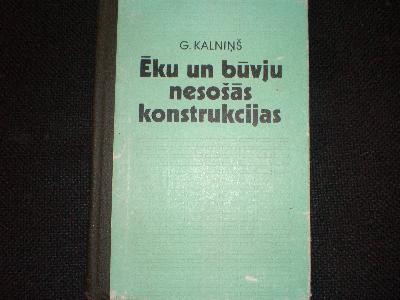 G. KALNIŅŠ
Ēku un būvju
nesošās
konstrukcijas